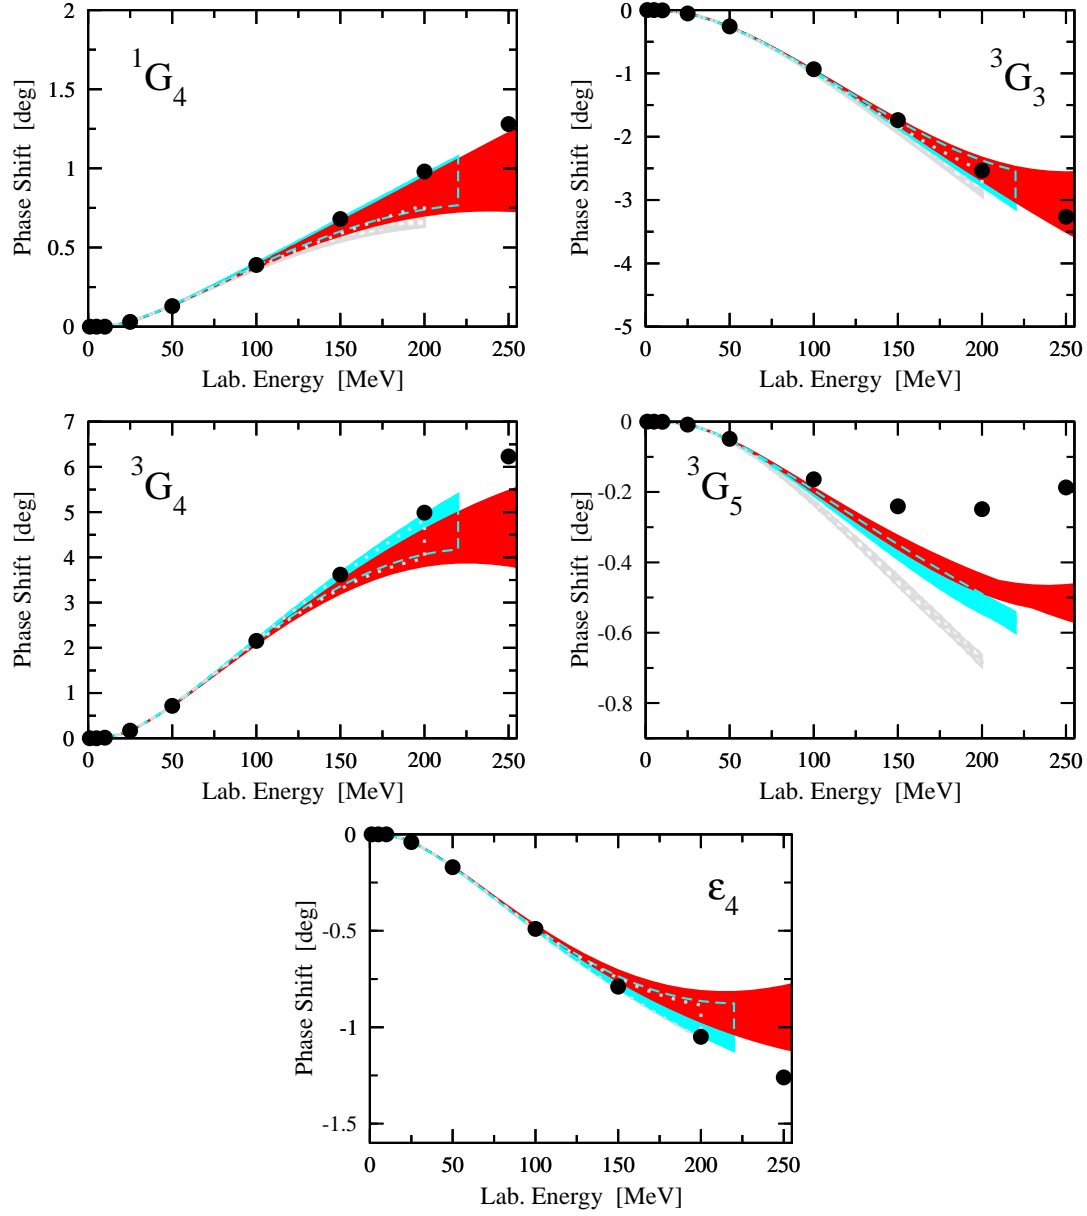 2
1.5
1
0.5
0
Phase Shift [deg]
¹G₄
0 50 100 150 200 250
Lab. Energy [MeV]
0
-1
-2
-3
-4
-5
Phase Shift [deg]
³G₃
0 50 100 150 200 250
Lab. Energy [MeV]
7
6
5
4
3
2
1
0
Phase Shift [deg]
³G₄
0 50 100 150 200 250
Lab. Energy [MeV]
0
-0.2
-0.4
-0.6
-0.8
Phase Shift [deg]
³G₅
0 50 100 150 200 250
Lab. Energy [MeV]
0
-0.5
-1
-1.5
Phase Shift [deg]
ε₄
0 50 100 150 200 250
Lab. Energy [MeV]